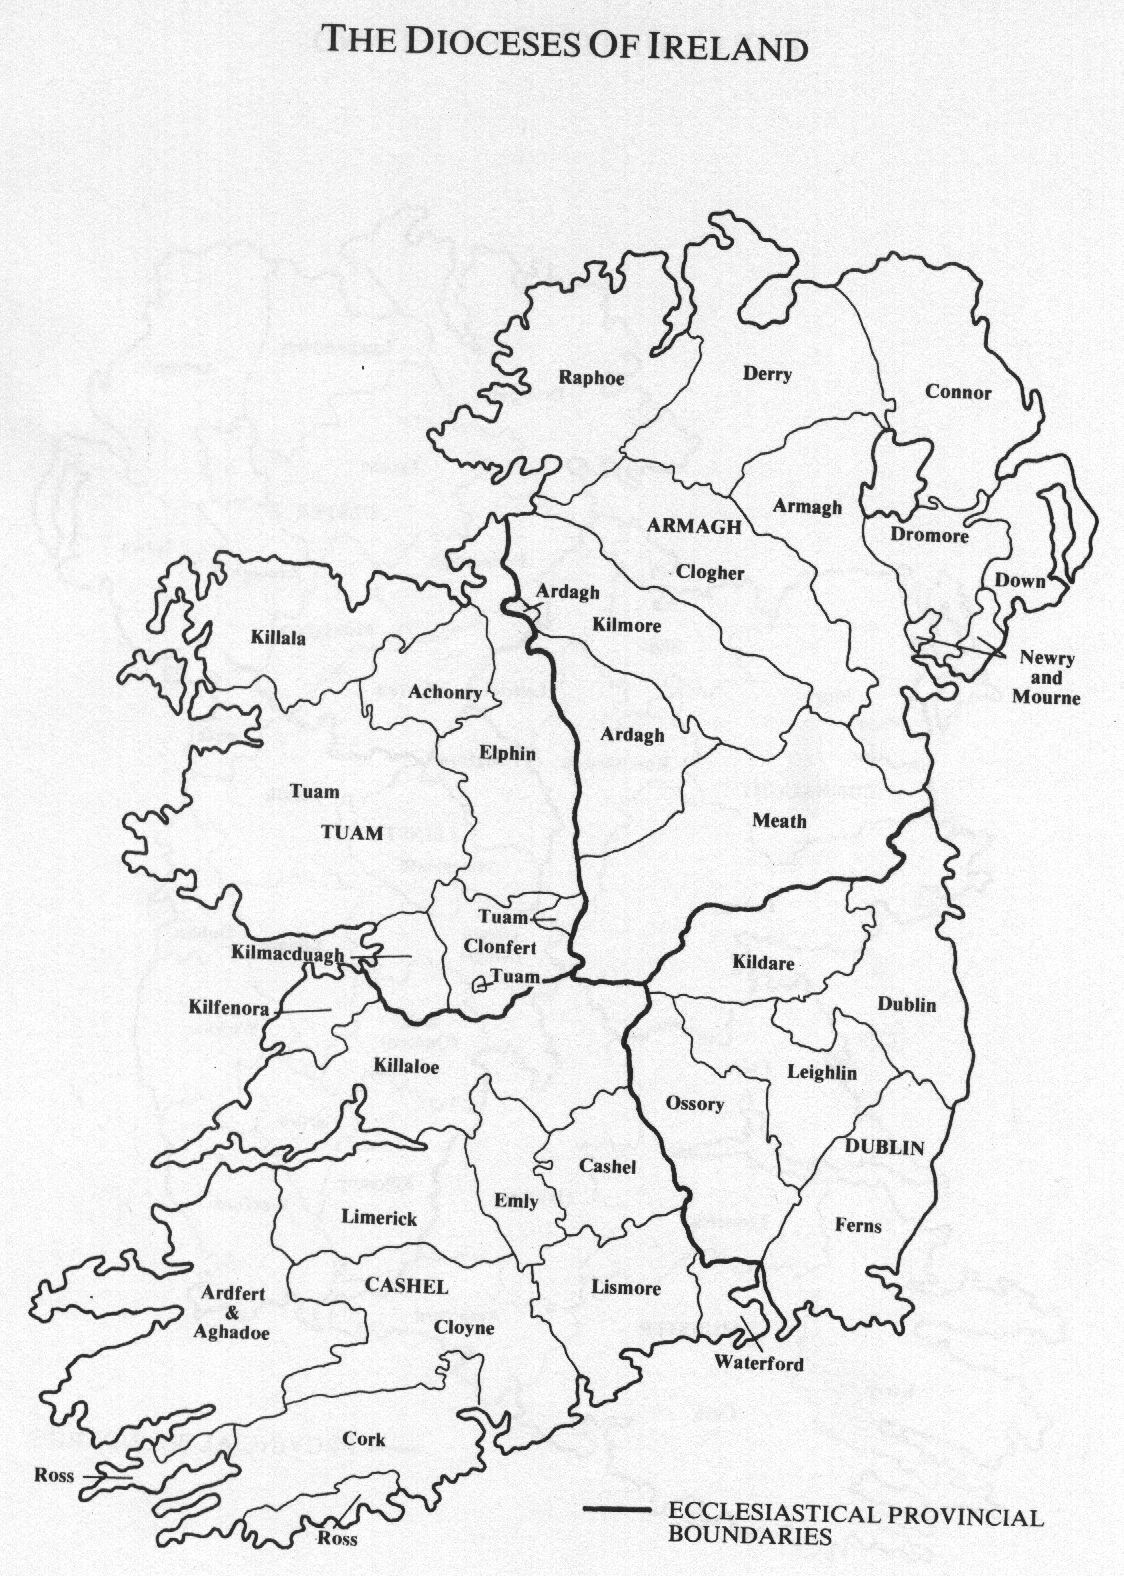 THE DIOCESES OF IRELAND
Raphoe
Derry
Connor
Armagh
ARMAGH
Dromore
Clogher
Down
Ardagh
Kilmore
Killala
Newry
and
Mourne
Achonry
Ardagh
Elphin
Tuam
TUAM
Meath
Tuam
Clonfert
Kilmacduagh
Kildare
Tuam
Kilfenora
Dublin
Killaloe
Leighlin
Ossory
DUBLIN
Cashel
Emly
Limerick
Ferns
CASHEL
Lismore
Ardfert
&
Aghadoe
Cloyne
Waterford
Cork
Ross
Ross
ECCLESIASTICAL PROVINCIAL
BOUNDARIES